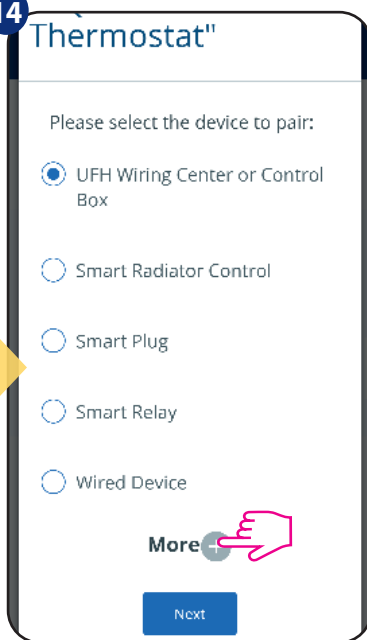 14
Thermostat"
Please select the device to pair:
UFH Wiring Center or Control
Box
Smart Radiator Control
Smart Plug
Smart Relay
Wired Device
More +
Next